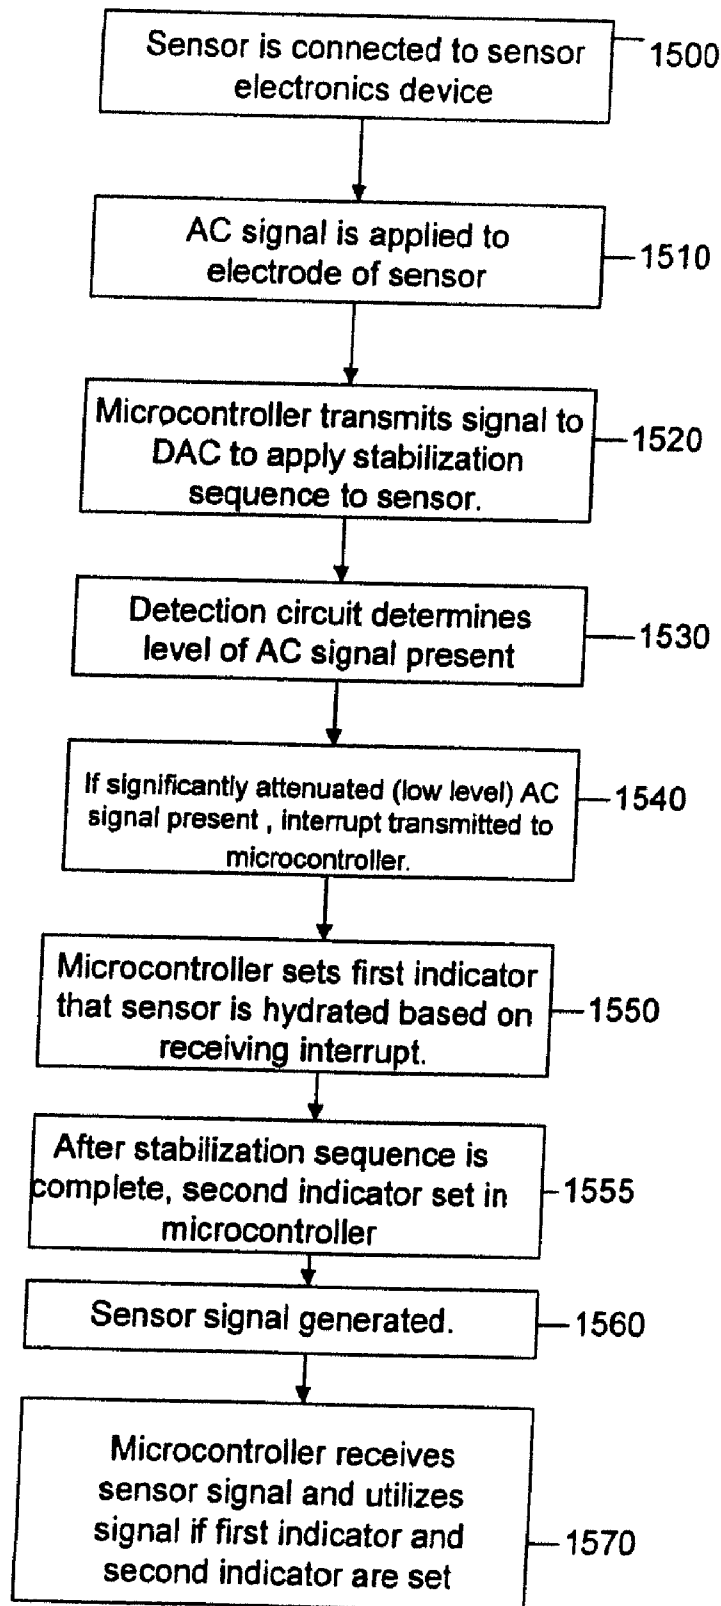 Sensor is connected to sensor
electronics device
1500
AC signal is applied to
electrode of sensor
1510
Microcontroller transmits signal to
DAC to apply stabilization
sequence to sensor.
1520
Detection circuit determines
level of AC signal present
1530
If significantly attenuated (low level) AC
signal present , interrupt transmitted to
microcontroller.
1540
Microcontroller sets first indicator
that sensor is hydrated based on
receiving interrupt.
1550
After stabilization sequence is
complete, second indicator set in
microcontroller
1555
Sensor signal generated.
1560
Microcontroller receives
sensor signal and utilizes
signal if first indicator and
second indicator are set
1570